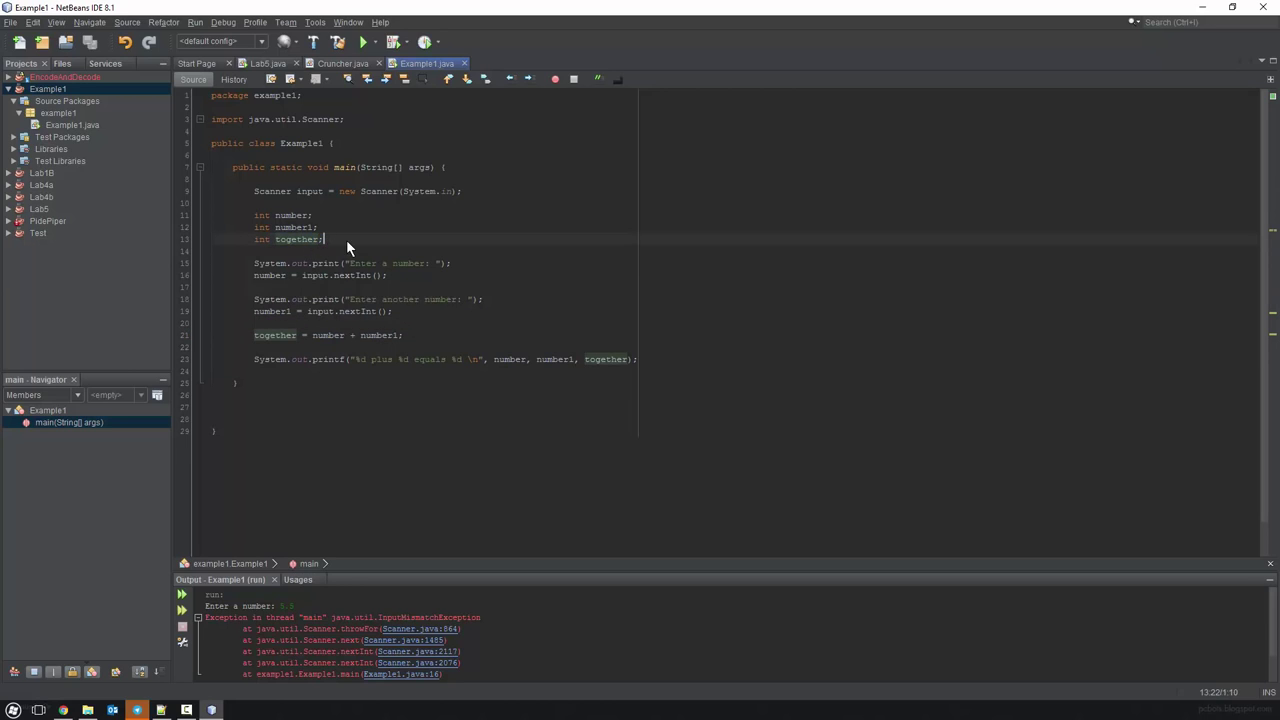 Example1 - NetBeans IDE 8.1
File Edit View Navigate Source Refactor Run Debug Profile Team Tools Window Help
Search (Ctrl+I)
<default config>
Projects Files Services
Start Page Lab5.java Cruncher.java Example1.java
Source History
EncodeAndDecode
Example1
Source Packages
example1
Example1.java
Test Packages
Libraries
Test Libraries
Lab1B
Lab4a
Lab4b
Lab5
PidePiper
Test
1 package example1;
2
3 import java.util.Scanner;
4
5 public class Example1 {
6
7 public static void main(String[] args) {
8
9 Scanner input = new Scanner(System.in);
10
11 int number;
12 int number1;
13 int together;
14
15 System.out.print("Enter a number: ");
16 number = input.nextInt();
17
18 System.out.print("Enter another number: ");
19 number1 = input.nextInt();
20
21 together = number + number1;
22
23 System.out.printf("%d plus %d equals %d \n", number, number1, together);
24
25 }
26
27
28
29 }
main - Navigator
Members <empty>
Example1
main(String[] args)
example1.Example1 main
Output - Example1 (run) Usages
run:
Enter a number: 5.5
Exception in thread "main" java.util.InputMismatchException
at java.util.Scanner.throwFor(Scanner.java:864)
at java.util.Scanner.next(Scanner.java:1485)
at java.util.Scanner.nextInt(Scanner.java:2117)
at java.util.Scanner.nextInt(Scanner.java:2076)
at example1.Example1.main(Example1.java:16)
13:22/1:10 INS